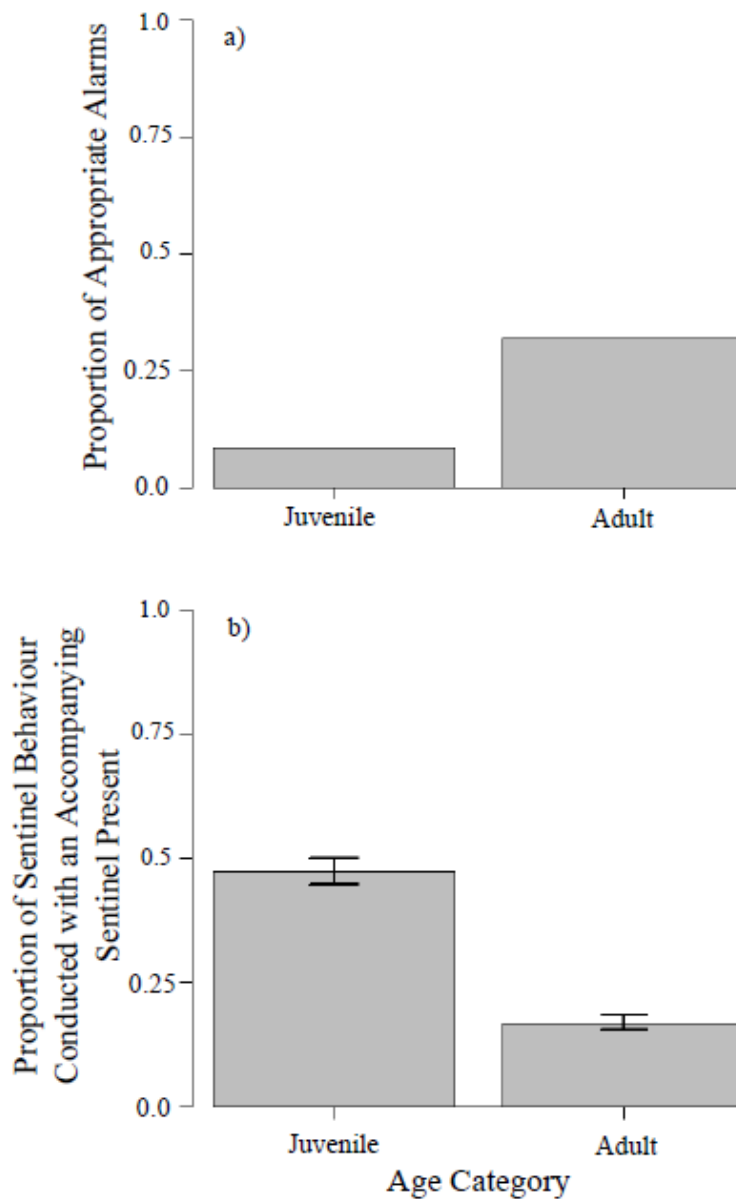 a)
Proportion of Appropriate Alarms
1.0
0.75
0.5
0.25
0.0
Juvenile
Adult
b)
Proportion of Sentinel Behaviour
Conducted with an Accompanying
Sentinel Present
1.0
0.75
0.5
0.25
0.0
Juvenile
Adult
Age Category